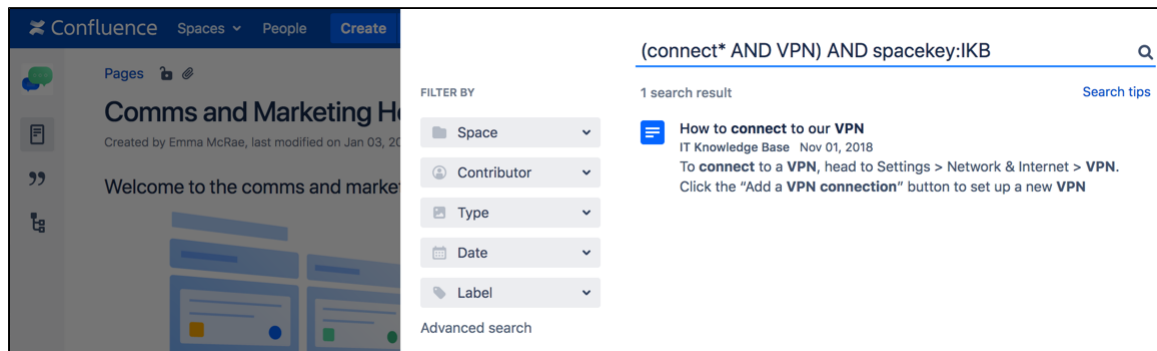 Confluence Spaces People Create
Pages
Comms and Marketing H
Created by Emma McRae, last modified on Jan 03, 20
Welcome to the comms and marke
FILTER BY
Space
Contributor
Type
Date
Label
Advanced search
(connect* AND VPN) AND spacekey:IKB
1 search result Search tips
How to connect to our VPN
IT Knowledge Base Nov 01, 2018
To connect to a VPN, head to Settings > Network & Internet > VPN.
Click the “Add a VPN connection” button to set up a new VPN